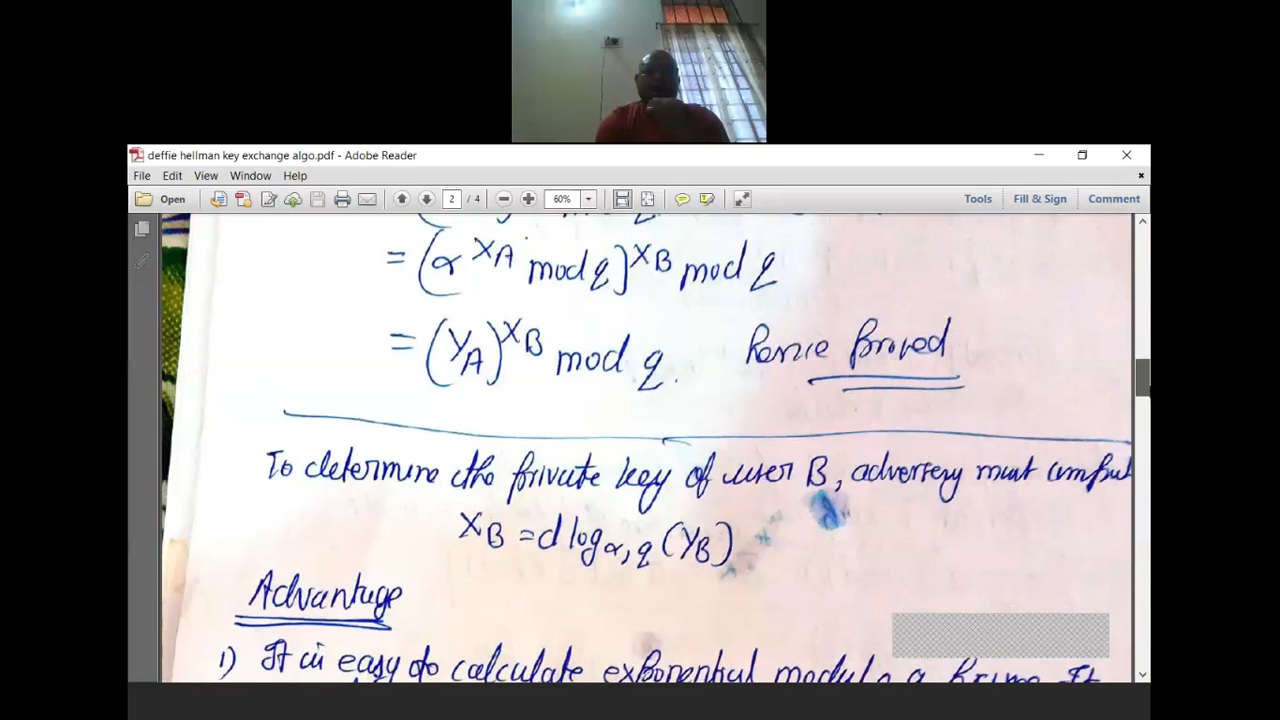 deffie hellman key exchange algo.pdf - Adobe Reader
File Edit View Window Help
Open 2 / 4 60% Tools Fill & Sign Comment
= (α^XA mod q)^XB mod q
= (YA)^XB mod q. Hence proved
To determine the private key of user B, adversery must comput
XB = d log α, q (YB)
Advantage
1) It is easy to calculate exponential modulo a prime. It